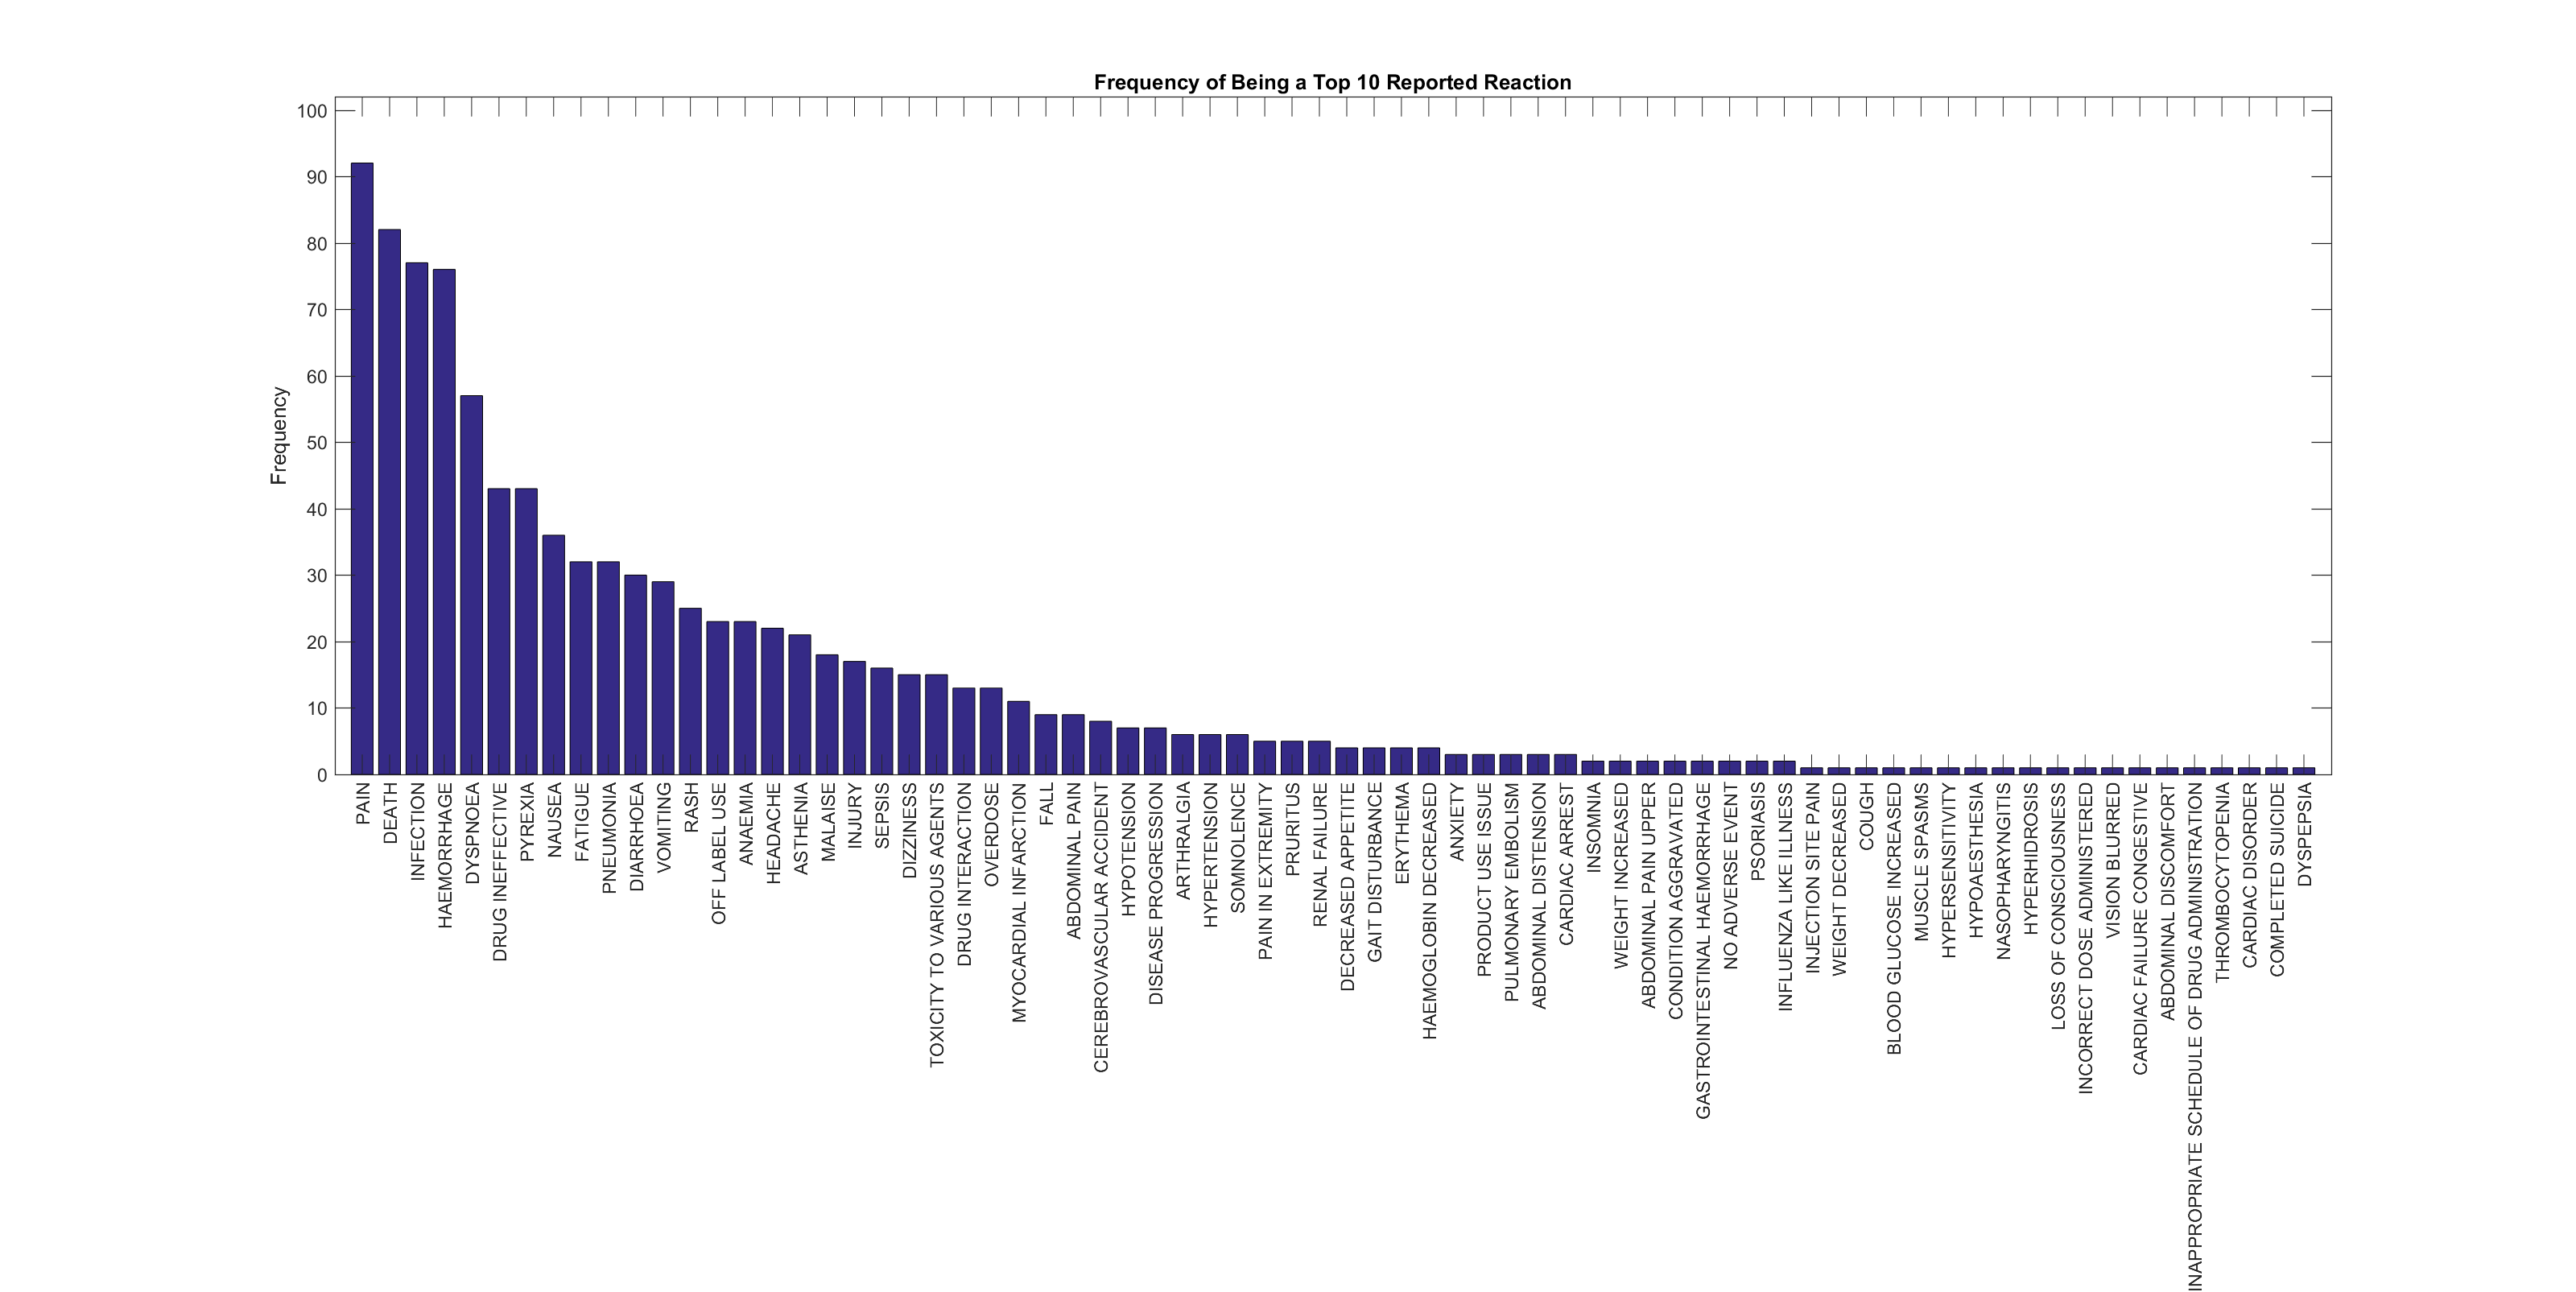 Frequency of Being a Top 10 Reported Reaction
100
90
80
70
60
50
40
30
20
10
0
Frequency
PAIN
DEATH
INFECTION
HAEMORRHAGE
DYSPNOEA
DRUG INEFFECTIVE
PYREXIA
NAUSEA
FATIGUE
PNEUMONIA
DIARRHOEA
VOMITING
RASH
OFF LABEL USE
ANAEMIA
HEADACHE
ASTHENIA
MALAISE
INJURY
SEPSIS
DIZZINESS
TOXICITY TO VARIOUS AGENTS
DRUG INTERACTION
OVERDOSE
MYOCARDIAL INFARCTION
FALL
ABDOMINAL PAIN
CEREBROVASCULAR ACCIDENT
HYPOTENSION
DISEASE PROGRESSION
ARTHRALGIA
HYPERTENSION
SOMNOLENCE
PAIN IN EXTREMITY
PRURITUS
RENAL FAILURE
DECREASED APPETITE
GAIT DISTURBANCE
ERYTHEMA
HAEMOGLOBIN DECREASED
ANXIETY
PRODUCT USE ISSUE
PULMONARY EMBOLISM
ABDOMINAL DISTENSION
CARDIAC ARREST
INSOMNIA
WEIGHT INCREASED
ABDOMINAL PAIN UPPER
CONDITION AGGRAVATED
GASTROINTESTINAL HAEMORRHAGE
NO ADVERSE EVENT
PSORIASIS
INFLUENZA LIKE ILLNESS
INJECTION SITE PAIN
WEIGHT DECREASED
COUGH
BLOOD GLUCOSE INCREASED
MUSCLE SPASMS
HYPERSENSITIVITY
HYPOAESTHESIA
NASOPHARYNGITIS
HYPERHIDROSIS
LOSS OF CONSCIOUSNESS
INCORRECT DOSE ADMINISTERED
VISION BLURRED
CARDIAC FAILURE CONGESTIVE
ABDOMINAL DISCOMFORT
INAPPROPRIATE SCHEDULE OF DRUG ADMINISTRATION
THROMBOCYTOPENIA
CARDIAC DISORDER
COMPLETED SUICIDE
DYSPEPSIA